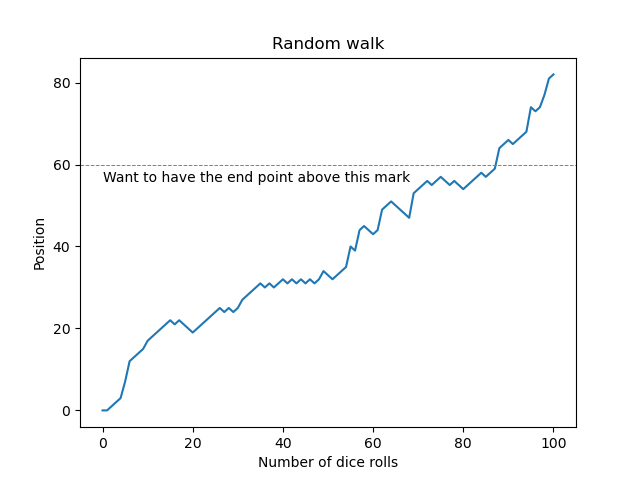 Random walk
80
60
Want to have the end point above this mark
40
20
0
Position
0 20 40 60 80 100
Number of dice rolls